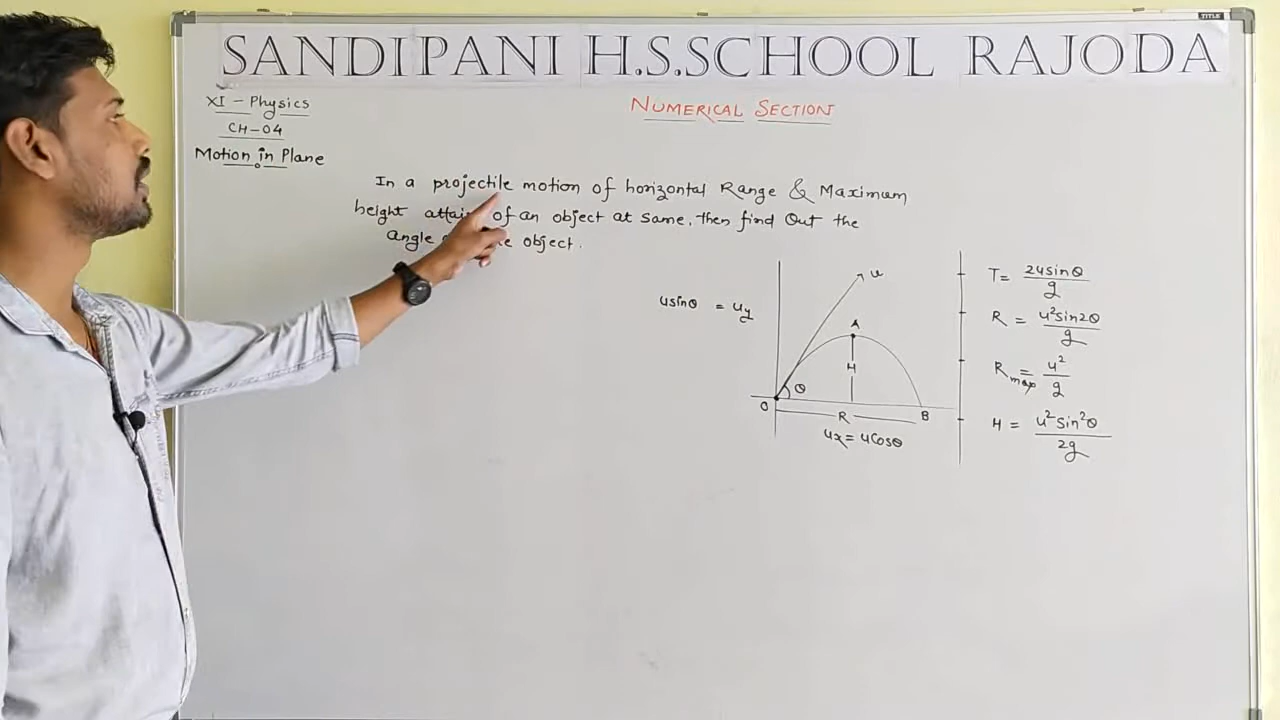 TITLE
SANDIPANI H.S.SCHOOL RAJODA
XI - Physics
CH-04
Motion in Plane
NUMERICAL SECTION
In a projectile motion of horizontal Range & Maximum
height of an object at same, then find out the
Angle object.
usinθ = uy
u
A
H
θ
O
R
B
ux = ucosθ
T = 2usinθ/g
R = u²sin2θ/g
Rmax = u²/g
H = u²sin²θ/2g